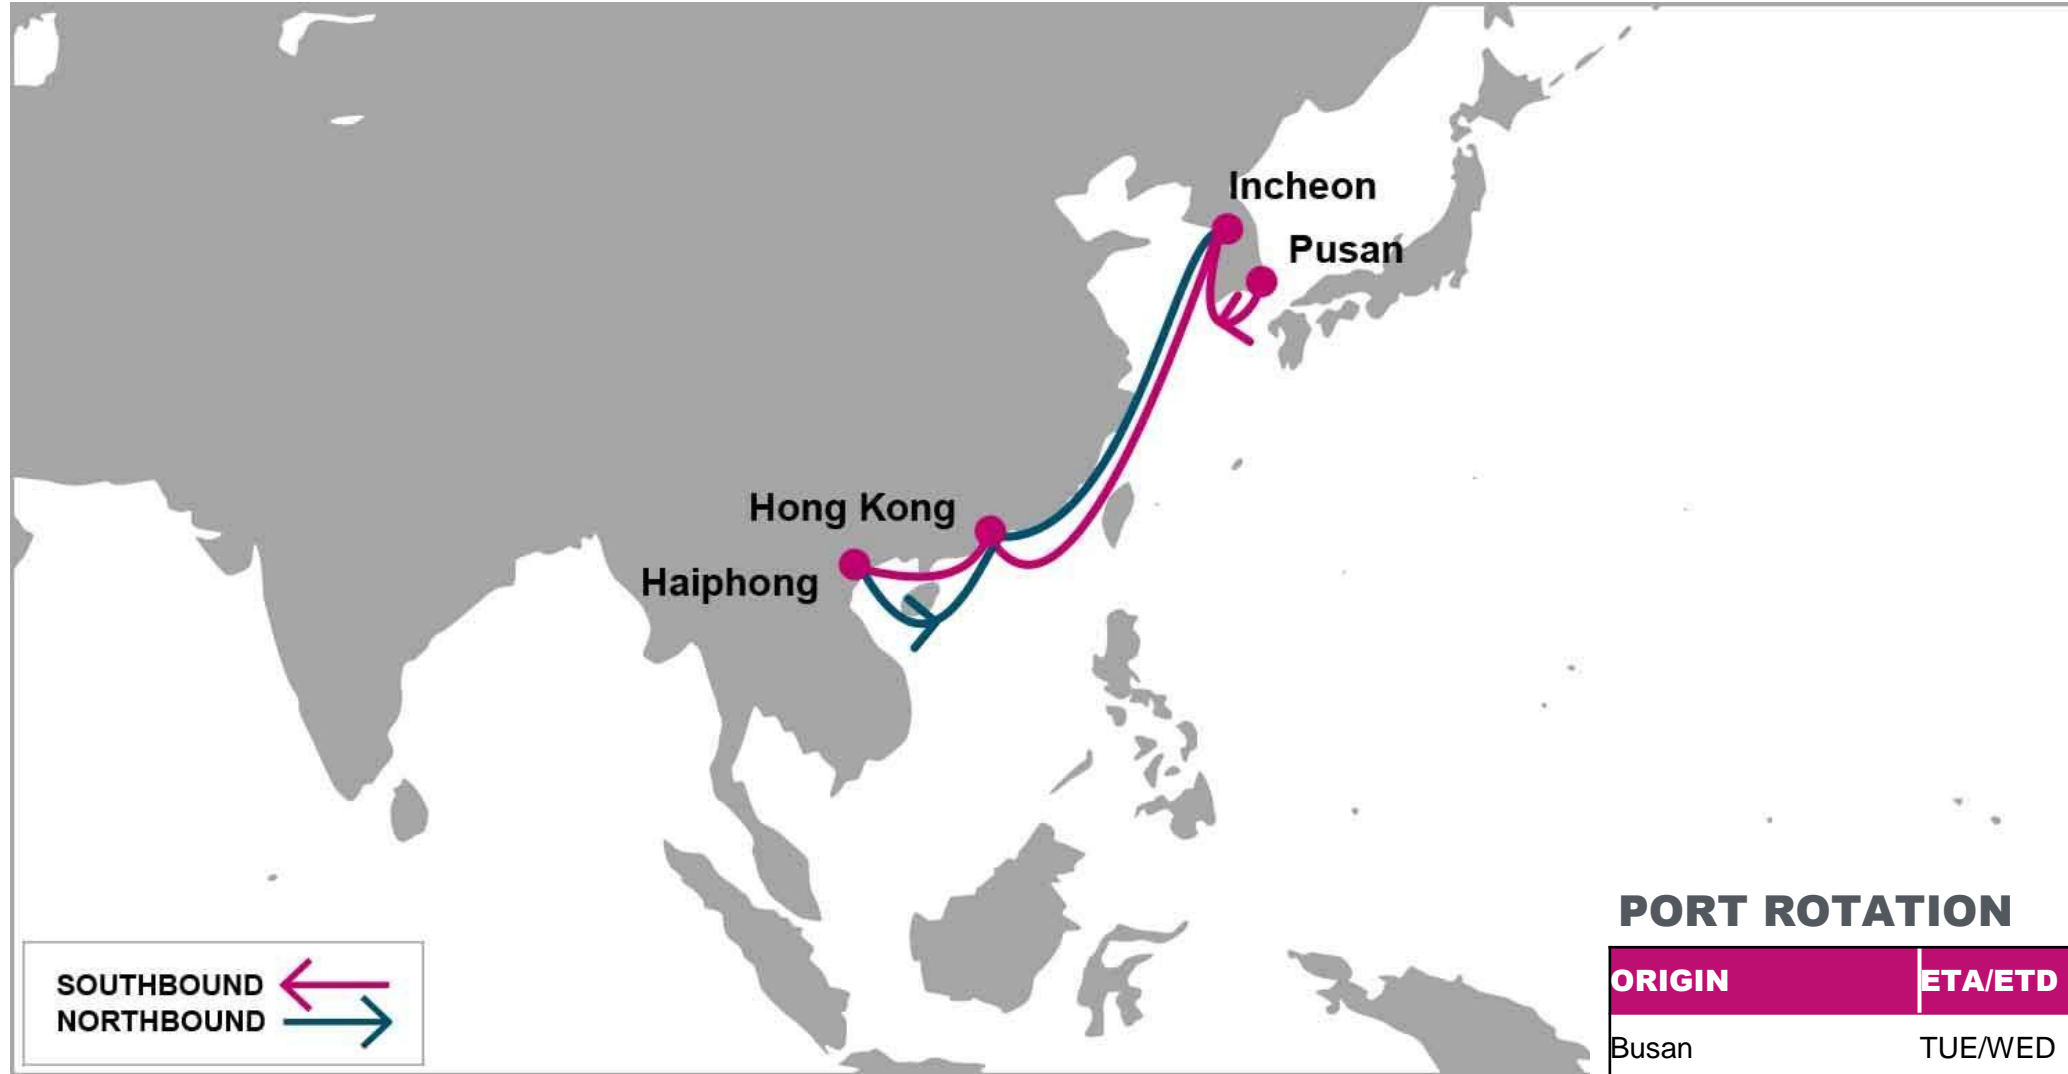 Incheon
Pusan
Hong Kong
Haiphong
SOUTHBOUND
NORTHBOUND
PORT ROTATION
ORIGIN ETA/ETD
Busan TUE/WED